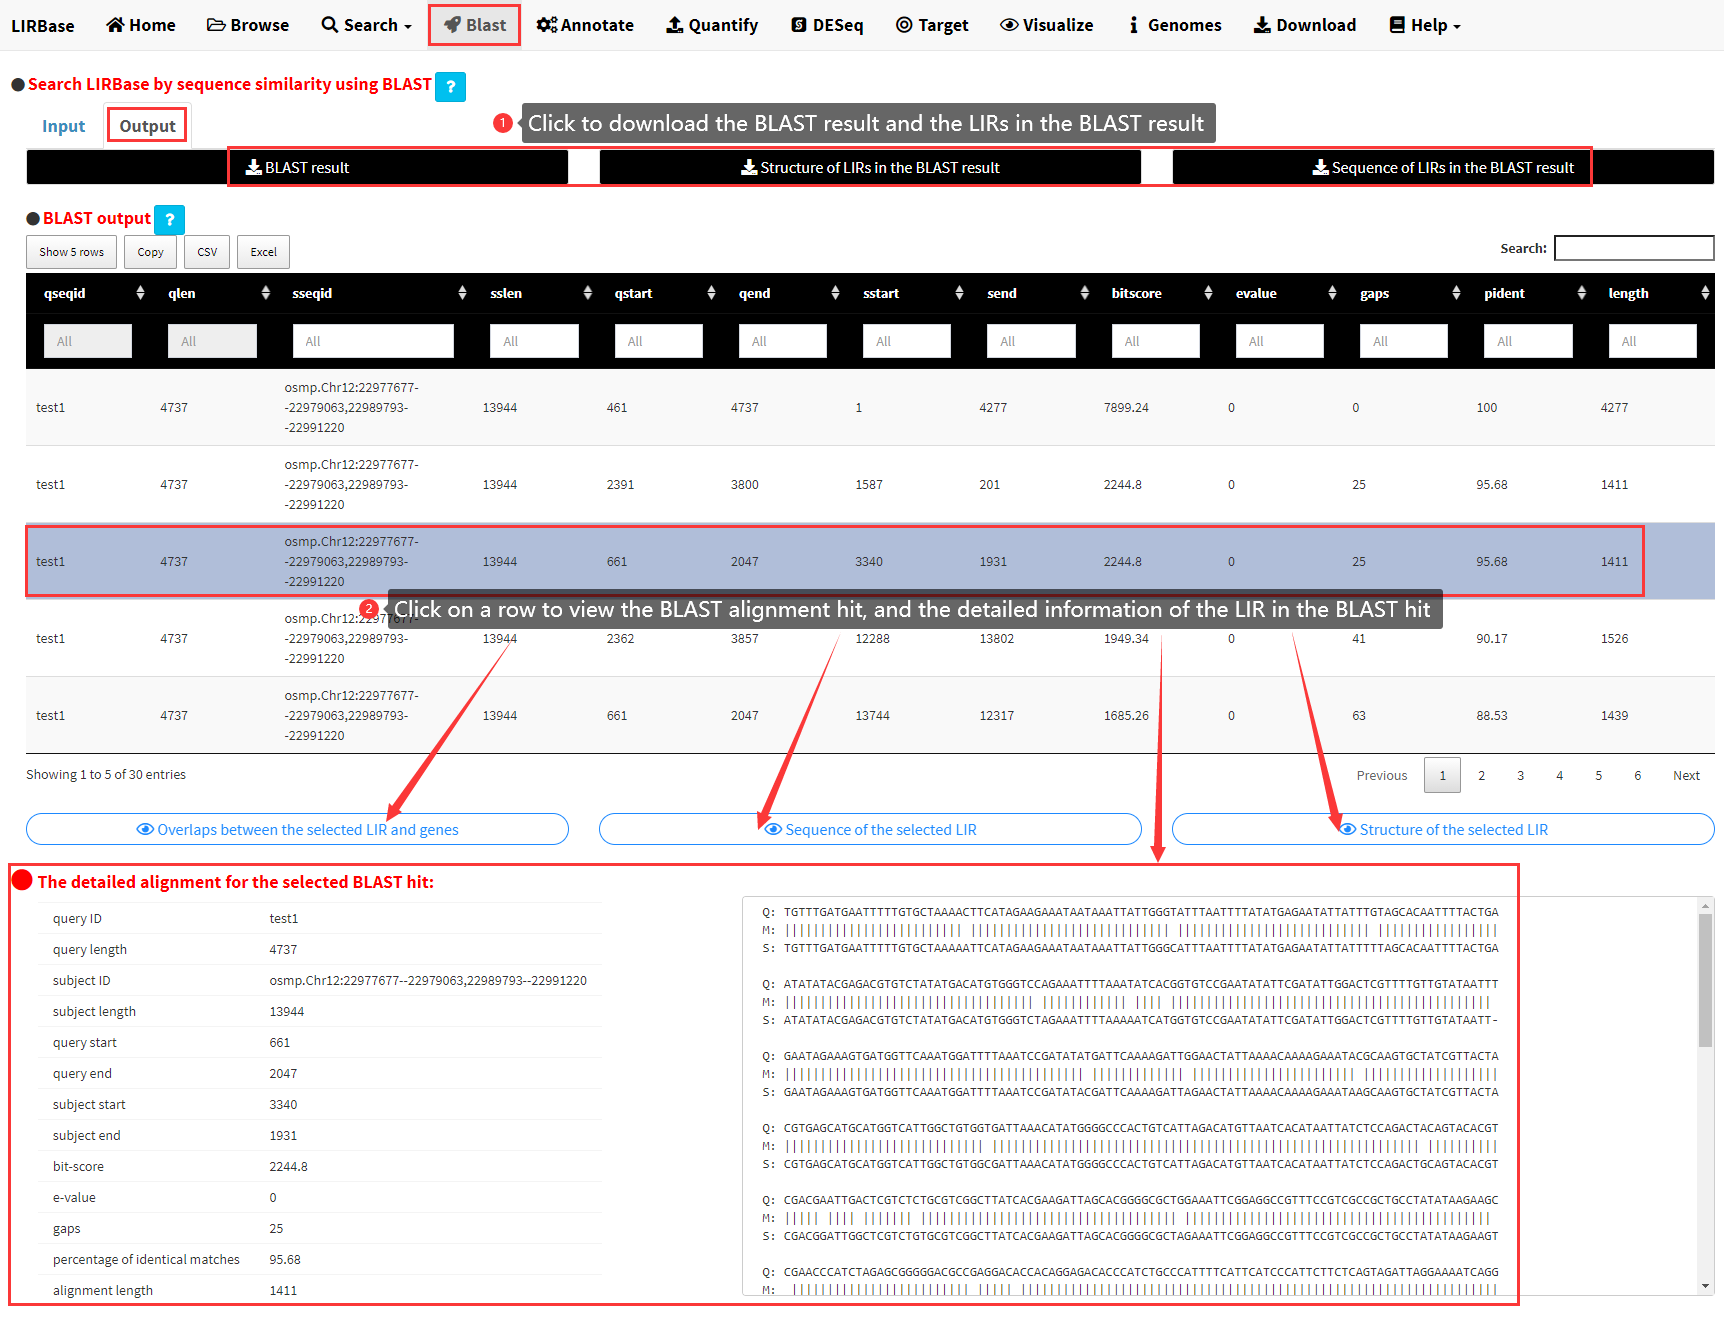 LIRBase Home Browse Search Blast Annotate Quantify DESeq Target Visualize Genomes Download Help
Search LIRBase by sequence similarity using BLAST ?
Input Output
1 Click to download the BLAST result and the LIRs in the BLAST result
BLAST result Structure of LIRs in the BLAST result Sequence of LIRs in the BLAST result
BLAST output ?
Show 5 rows Copy CSV Excel Search:
qseqid qlen sseqid sslen qstart qend sstart send bitscore evalue gaps pident length
All All All All All All All All All All All All All
osmp.Chr12:22977677-
test1 4737 -22979063,22989793- 13944 461 4737 1 4277 7899.24 0 0 100 4277
-22991220
osmp.Chr12:22977677-
test1 4737 -22979063,22989793- 13944 2391 3800 1587 201 2244.8 0 25 95.68 1411
-22991220
osmp.Chr12:22977677-
test1 4737 -22979063,22989793- 13944 661 2047 3340 1931 2244.8 0 25 95.68 1411
-22991220
2 Click on a row to view the BLAST alignment hit, and the detailed information of the LIR in the BLAST hit
osmp.Chr12:22977677-
test1 4737 -22979063,22989793- 13944 2362 3857 12288 13802 1949.34 0 41 90.17 1526
-22991220
osmp.Chr12:22977677-
test1 4737 -22979063,22989793- 13944 661 2047 13744 12317 1685.26 0 63 88.53 1439
-22991220
Showing 1 to 5 of 30 entries Previous 1 2 3 4 5 6 Next
Overlaps between the selected LIR and genes Sequence of the selected LIR Structure of the selected LIR
The detailed alignment for the selected BLAST hit:
query ID test1
query length 4737
subject ID osmp.Chr12:22977677--22979063,22989793--22991220
subject length 13944
query start 661
query end 2047
subject start 3340
subject end 1931
bit-score 2244.8
e-value 0
gaps 25
percentage of identical matches 95.68
alignment length 1411
Q: TGTTTGATGAATTTTTGTGCTAAAACTTCATAGAAGAAATAATAAATTATTGGGTATTTAATTTTATATGAGAATATTATTTGTAGCACAATTTTACTGA
M:
S: TGTTTGATGAATTTTTGTGCTAAAAATTCATAGAAGAAATAATAAATTATTGGGCATTTAATTTTATATGAGAATATTATTTTTAGCACAATTTTACTGA
Q: ATATATACGAGACGTGTCTATATGACATGTGGGTCCAGAAATTTTAAATATCACGGTGTCCGAATATATTCGATATTGGACTCGTTTTGTTGTATAATTT
M:
S: ATATATACGAGACGTGTCTATATGACATGTGGGTCTAGAAATTTTAAAAATCATGGTGTCCGAATATATTCGATATTGGACTCGTTTTGTTGTATAATT-
Q: GAATAGAAAGTGATGGTTCAAATGGATTTTAAATCCGATATATGATTCAAAAGATTGGAACTATTAAAACAAAAGAAATACGCAAGTGCTATCGTTACTA
M:
S: GAATAGAAAGTGATGGTTCAAATGGATTTTAAATCCGATATACGATTCAAAAGATTAGAACTATTAAAACAAAAGAAATAAGCAAGTGCTATCGTTACTA
Q: CGTGAGCATGCATGGTCATTGGCTGTGGTGATTAAACATATGGGGCCCACTGTCATTAGACATGTTAATCACATAATTATCTCCAGACTACAGTACACGT
M:
S: CGTGAGCATGCATGGTCATTGGCTGTGGCGATTAAACATATGGGGCCCACTGTCATTAGACATGTTAATCACATAATTATCTCCAGACTGCAGTACACGT
Q: CGACGAATTGACTCGTCTCTGCGTCGGCTTATCACGAAGATTAGCACGGGGCGCTGGAAATTCGGAGGCCGTTTCCGTCGCCGCTGCCTATATAAGAAGC
M:
S: CGACGGATTGGCTCGTCTGTGCGTCGGCTTATCACGAAGATTAGCACGGGGCGCTAGAAATTCGGAGGCCGTTTCCGTCGCCGCTGCCTATATAAGAAGT
Q: CGAACCCATCTAGAGCGGGGGACGCCGAGGACACCACAGGAGACACCCATCTGCCCATTTTCATTCATCCCATTCTTCTCAGTAGATTAGGAAAATCAGG
M: